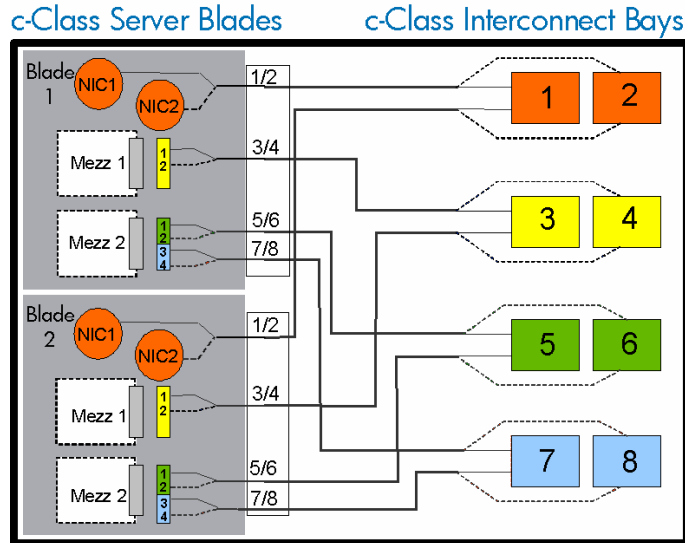 c-Class Server Blades
c-Class Interconnect Bays
Blade
1
NIC1
NIC2
1/2
Mezz 1
1
2
3/4
Mezz 2
1
2
3
4
5/6
7/8
Blade
2
NIC1
NIC2
1/2
Mezz 1
1
2
3/4
Mezz 2
1
2
3
4
5/6
7/8
1
2
3
4
5
6
7
8